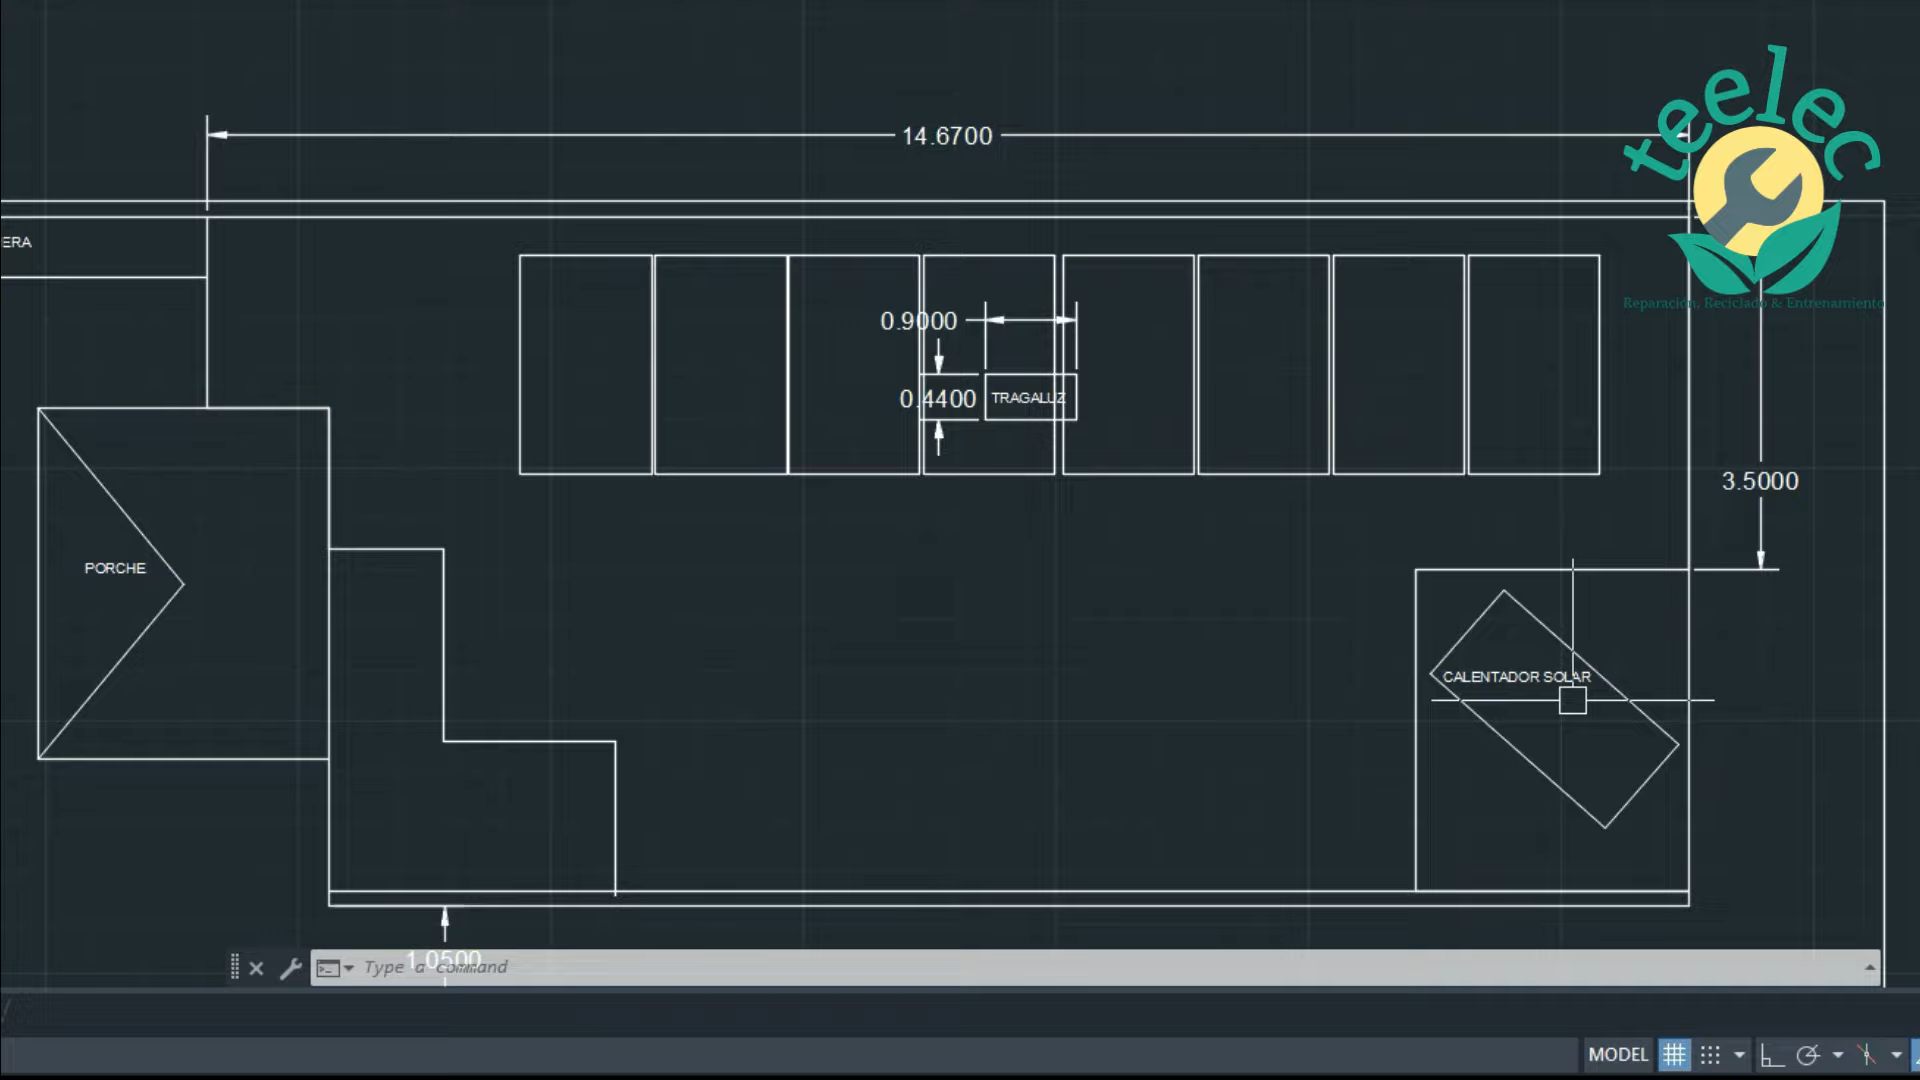 teelec
Reparación, Reciclado & Entrenamiento
14.6700
ERA
0.9000
0.4400
TRAGALUZ
3.5000
PORCHE
CALENTADOR SOLAR
1.0500
Type a command
MODEL